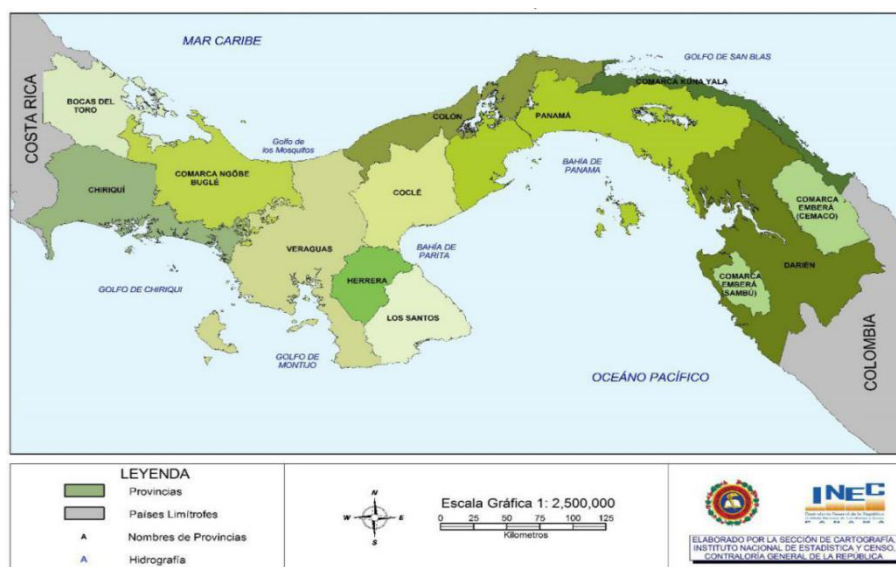 MAR CARIBE
GOLFO DE SAN BLAS
COSTA RICA
BOCAS DEL
TORO
COMARCA KUNA YALA
COLÓN
PANAMÁ
Golfo de
los Mosquitos
CHIRIQUÍ
COMARCA NGÖBE
BUGLÉ
COCLÉ
BAHÍA DE
PANAMA
COMARCA
EMBERÁ
(CEMACO)
VERAGUAS
BAHÍA DE
PARITA
HERRERA
DARIÉN
COMARCA
EMBERÁ
(SAMBÚ)
GOLFO DE CHIRIQUI
LOS SANTOS
GOLFO DE
MONTIJO
OCEÁNO PACÍFICO
COLOMBIA
LEYENDA
Provincias
Países Limítrofes
A Nombres de Provincias
A Hidrografía
N
W E
S
Escala Gráfica 1: 2,500,000
0 25 50 75 100 125
Kilometros
INEC
PANAMÁ
ELABORADO POR LA SECCIÓN DE CARTOGRAFÍA,
INSTITUTO NACIONAL DE ESTADÍSTICA Y CENSO,
CONTRALORÍA GENERAL DE LA REPÚBLICA